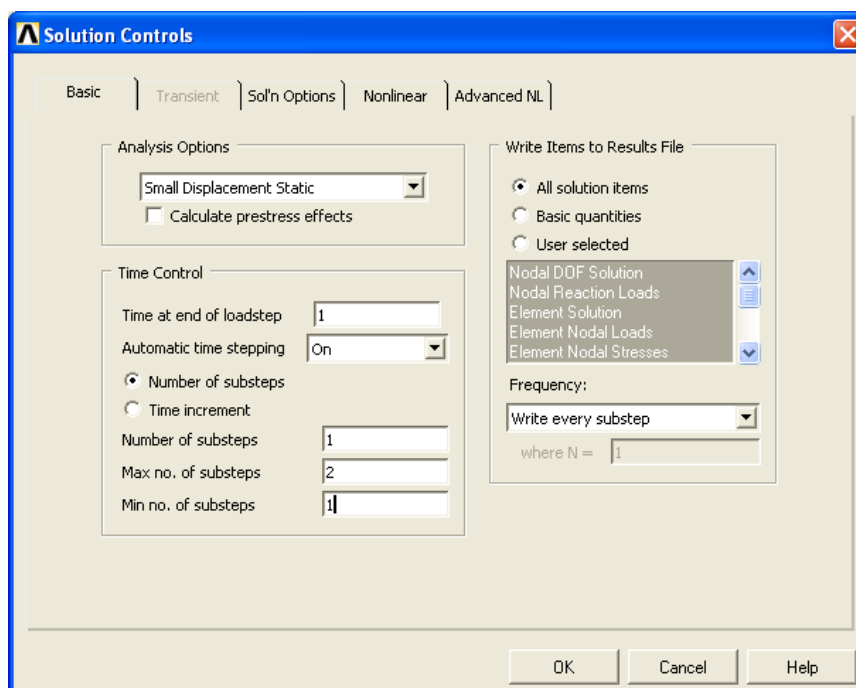 Solution Controls
Basic
Transient
Sol'n Options
Nonlinear
Advanced NL
Analysis Options
Small Displacement Static
Calculate prestress effects
Time Control
Time at end of loadstep 1
Automatic time stepping On
Number of substeps
Time increment
Number of substeps 1
Max no. of substeps 2
Min no. of substeps 1
Write Items to Results File
All solution items
Basic quantities
User selected
Nodal DOF Solution
Nodal Reaction Loads
Element Solution
Element Nodal Loads
Element Nodal Stresses
Frequency:
Write every substep
where N = 1
OK
Cancel
Help